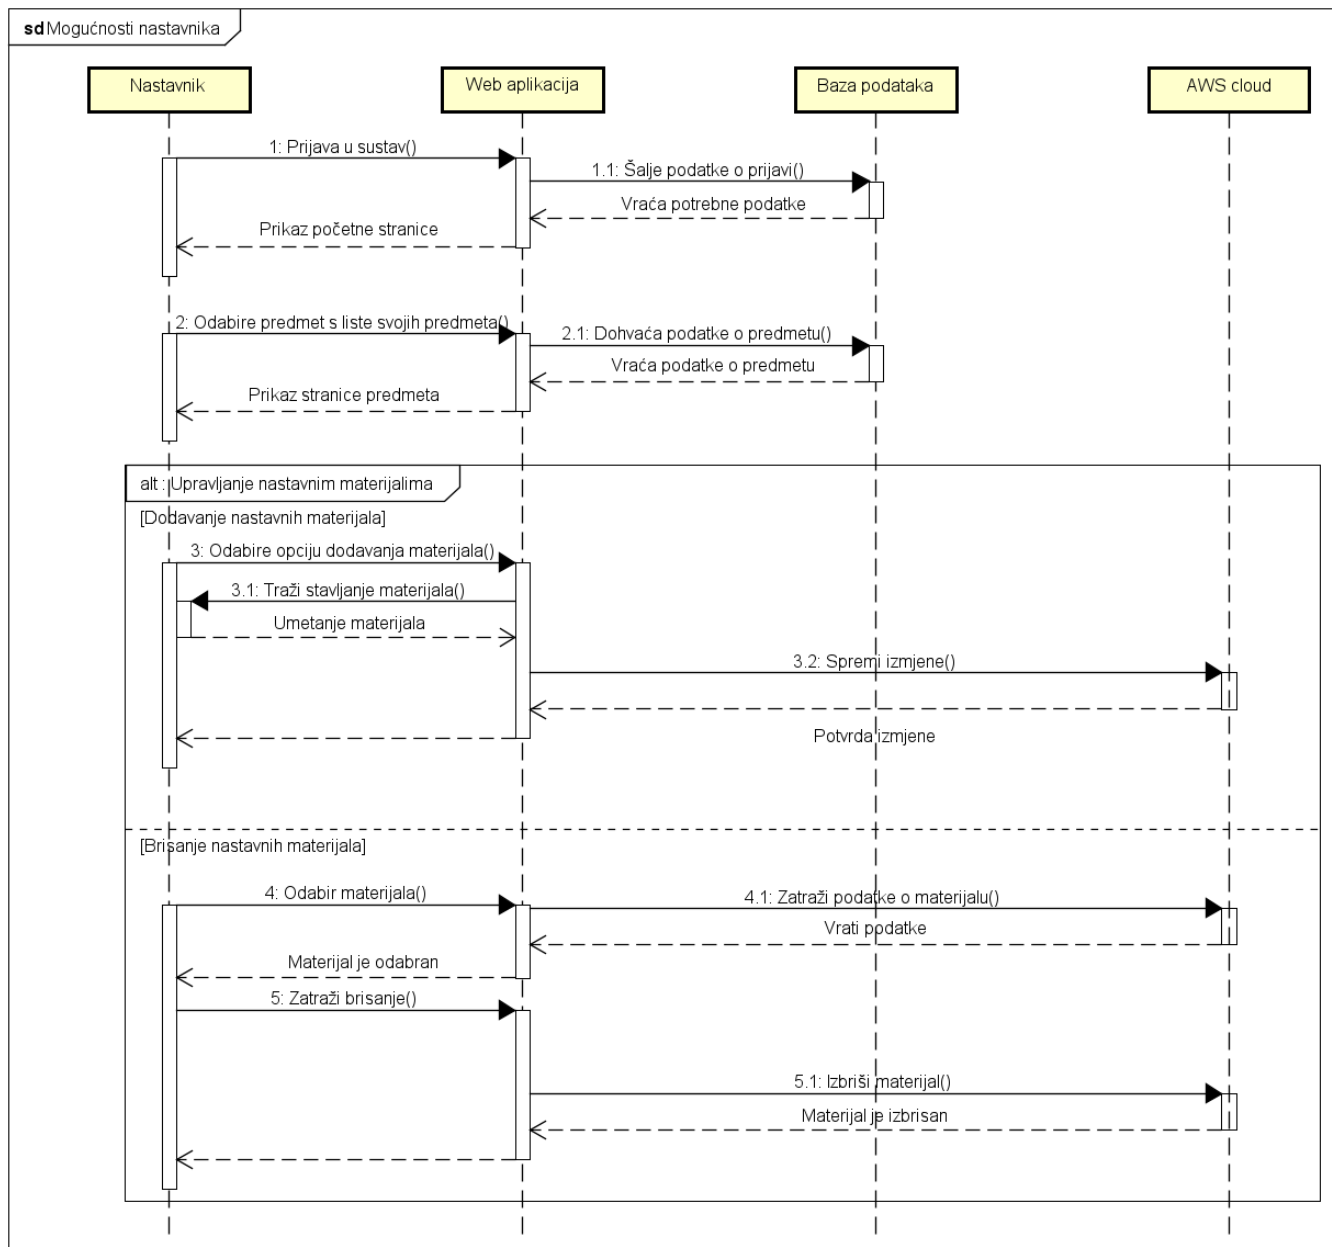 sd Mogućnosti nastavnika
Nastavnik
Web aplikacija
Baza podataka
AWS cloud
1: Prijava u sustav()
1.1: Šalje podatke o prijavi()
Vraća potrebne podatke
Prikaz početne stranice
2: Odabire predmet s liste svojih predmeta()
2.1: Dohvaća podatke o predmetu()
Vraća podatke o predmetu
Prikaz stranice predmeta
alt : Upravljanje nastavnim materijalima
[Dodavanje nastavnih materijala]
3: Odabire opciju dodavanja materijala()
3.1: Traži stavljanje materijala()
Umetanje materijala
3.2: Spremi izmjene()
Potvrda izmjene
[Brisanje nastavnih materijala]
4: Odabir materijala()
4.1: Zatraži podatke o materijalu()
Vrati podatke
Materijal je odabran
5: Zatraži brisanje()
5.1: Izbriši materijal()
Materijal je izbrisan